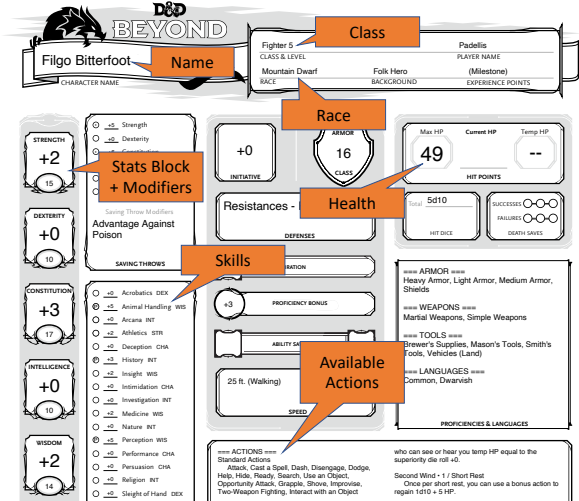 D&D
BEYOND
Filgo Bitterfoot
CHARACTER NAME
Name
Class
Fighter 5
CLASS & LEVEL
Padellis
PLAYER NAME
Mountain Dwarf
RACE
Folk Hero
BACKGROUND
(Milestone)
EXPERIENCE POINTS
Race
STRENGTH
+2
15
DEXTERITY
+0
10
CONSTITUTION
+3
17
INTELLIGENCE
+0
10
WISDOM
+2
14
Stats Block
+ Modifiers
+5 Strength
+0 Dexterity
Saving Throw Modifiers
Advantage Against
Poison
SAVING THROWS
Skills
+0 Acrobatics DEX
+5 Animal Handling WIS
+0 Arcana INT
+2 Athletics STR
+0 Deception CHA
P +3 History INT
+2 Insight WIS
+0 Intimidation CHA
+0 Investigation INT
+2 Medicine WIS
+0 Nature INT
P +5 Perception WIS
+0 Performance CHA
+0 Persuasion CHA
+0 Religion INT
+0 Sleight of Hand DEX
+0
INITIATIVE
ARMOR
16
CLASS
Resistances -
DEFENSES
Health
+3
PROFICIENCY BONUS
25 ft. (Walking)
SPEED
Available
Actions
Max HP
49
Current HP
Temp HP
--
HIT POINTS
Total 5d10
HIT DICE
SUCCESSES
FAILURES
DEATH SAVES
=== ARMOR ===
Heavy Armor, Light Armor, Medium Armor,
Shields
=== WEAPONS ===
Martial Weapons, Simple Weapons
=== TOOLS ===
Brewer's Supplies, Mason's Tools, Smith's
Tools, Vehicles (Land)
=== LANGUAGES ===
Common, Dwarvish
PROFICIENCIES & LANGUAGES
=== ACTIONS ===
Standard Actions
Attack, Cast a Spell, Dash, Disengage, Dodge,
Help, Hide, Ready, Search, Use an Object,
Opportunity Attack, Grapple, Shove, Improvise,
Two-Weapon Fighting, Interact with an Object
who can see or hear you temp HP equal to the
superiority die roll +0.
Second Wind • 1 / Short Rest
Once per short rest, you can use a bonus action to
regain 1d10 + 5 HP.